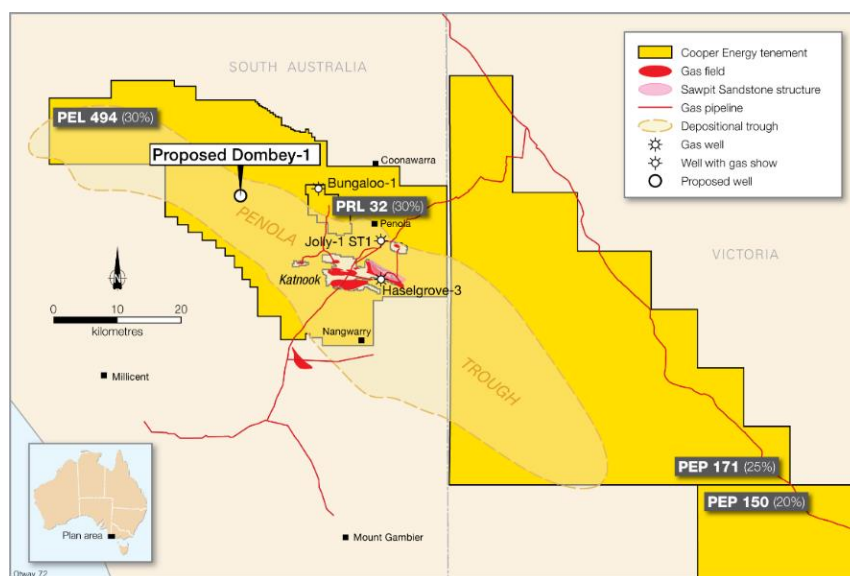 SOUTH AUSTRALIA
PEL 494 (30%)
Proposed Dombey-1
Coonawarra
Bungaloo-1
PRL 32 (30%)
Penola
PENOLA
Jolly-1 ST1
Katnook
Haselgrove-3
0 10 20
kilometres
Nangwarry
Millicent
TROUGH
VICTORIA
Cooper Energy tenement
Gas field
Sawpit Sandstone structure
Gas pipeline
Depositional trough
Gas well
Well with gas show
Proposed well
PEP 171 (25%)
PEP 150 (20%)
Plan area
Mount Gambier
Otway 72